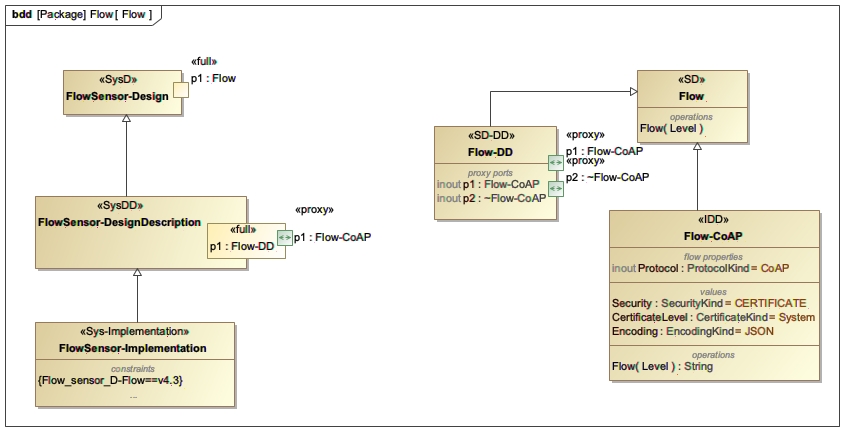 bdd [Package] Flow [ Flow ]
«full»
p1 : Flow
«SysD»
FlowSensor-Design
«SysDD»
FlowSensor-DesignDescription
«full»
p1 : Flow-DD
«proxy»
p1 : Flow-CoAP
«Sys-Implementation»
FlowSensor-Implementation
constraints
{Flow_sensor_D-Flow==v4,3}
...
«SD-DD»
Flow-DD
proxy ports
inout p1 : Flow-CoAP
inout p2 : ~Flow-CoAP
«proxy»
p1 : Flow-CoAP
«proxy»
p2 : ~Flow-CoAP
«SD»
Flow
operations
Flow( Level )
«IDD»
Flow-CoAP
flow properties
inout Protocol : ProtocolKind = CoAP
values
Security : SecurityKind = CERTIFICATE
CertificateLevel : CertificateKind = System
Encoding : EncodingKind = JSON
operations
Flow( Level ) : String